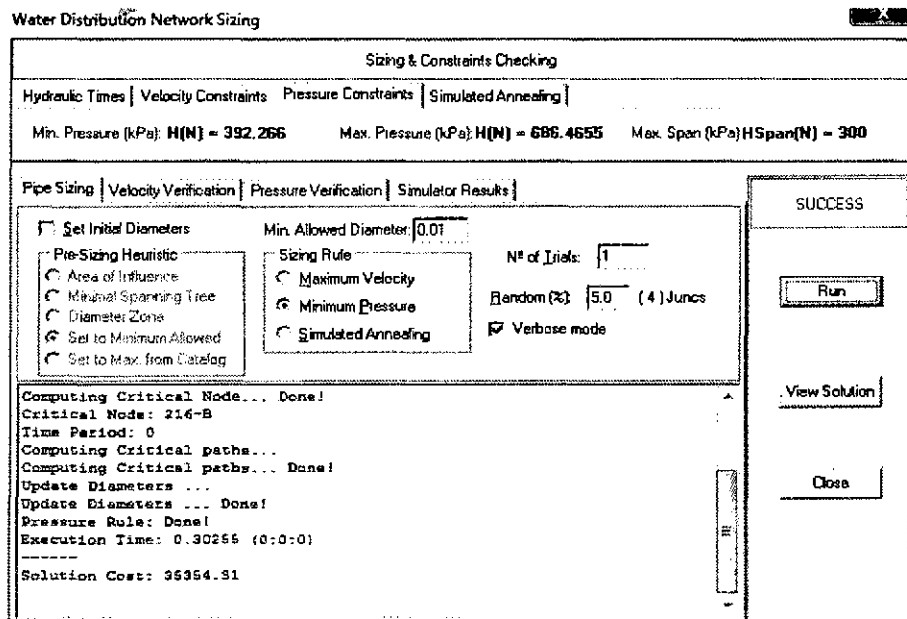 Water Distribution Network Sizing
X
Sizing & Constraints Checking
Hydraulic Times Velocity Constraints Pressure Constraints Simulated Annealing
Min. Pressure (kPa): H(N) = 392.266 Max. Pressure (kPa): H(N) = 686.4655 Max. Span (kPa) HSpan(N) = 300
Pipe Sizing Velocity Verification Pressure Verification Simulator Results
SUCCESS
Set Initial Diameters Min. Allowed Diameter: 0.01
Pre-Sizing Heuristic Sizing Rule Nº of Trials: 1
Area of Influence Maximum Velocity
Minimal Spanning Tree Random (%): 5.0 ( 4 ) Juncs
Diameter Zone Minimum Pressure
Set to Minimum Allowed Verbose mode
Set to Max. from Catalog Simulated Annealing
Run
View Solution
Close
Computing Critical Node... Done!
Critical Node: 216-B
Time Period: 0
Computing Critical paths...
Computing Critical paths... Done!
Update Diameters ...
Update Diameters ... Done!
Pressure Rule: Done!
Execution Time: 0.30255 (0:0:0)
------
Solution Cost: 35354.31